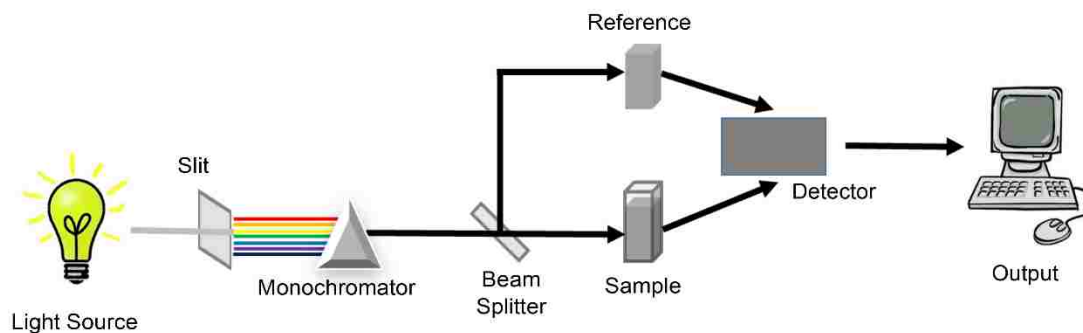 Reference
Slit
Detector
Monochromator
Beam
Splitter
Sample
Output
Light Source